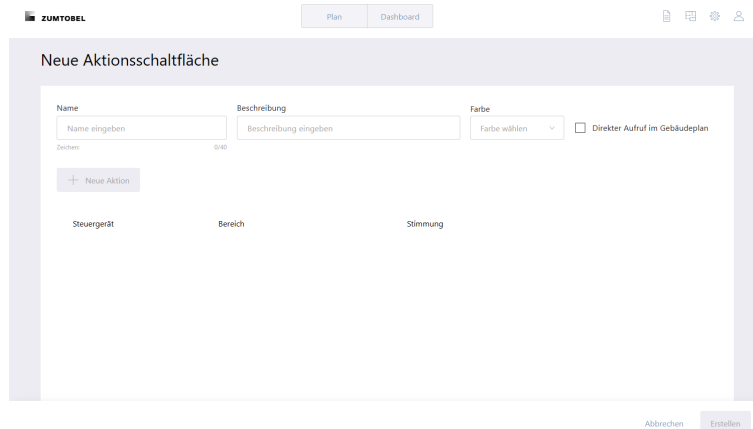 ZUMTOBEL
Plan Dashboard
Neue Aktionsschaltfläche
Name Beschreibung Farbe
Name eingeben Beschreibung eingeben Farbe wählen Direkter Aufruf im Gebäudeplan
Zeichen: 0/40
Neue Aktion
Steuergerät Bereich Stimmung
Abbrechen Erstellen